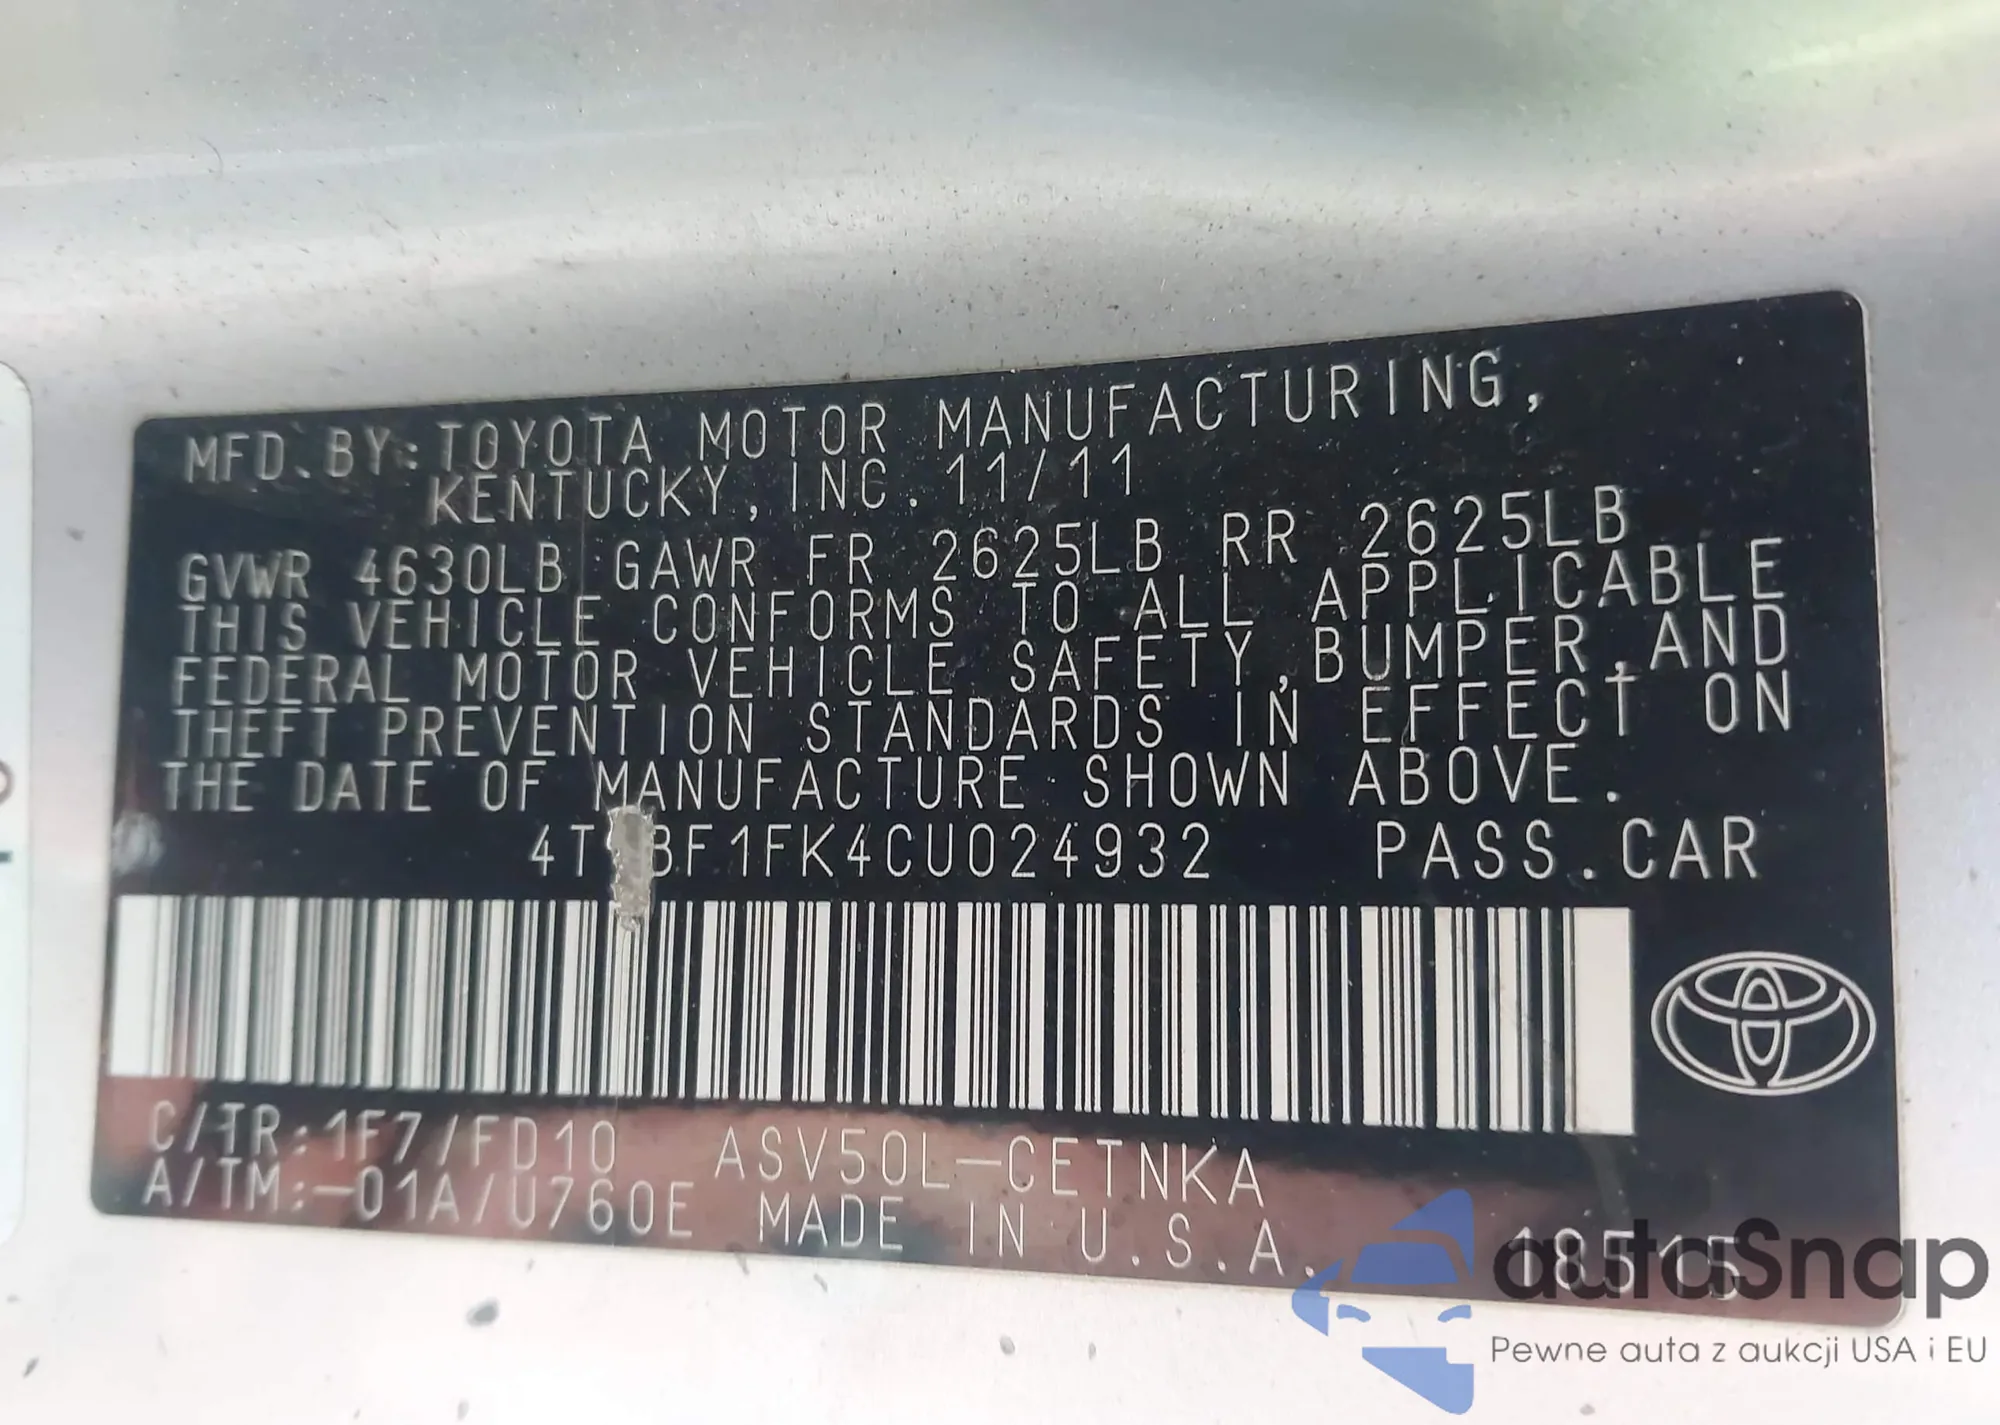 MFD. BY: TOYOTA MOTOR MANUFACTURING,
KENTUCKY, INC. 11/11
GVWR 4630LB GAWR FR 2625LB RR 2625LB
THIS VEHICLE CONFORMS TO ALL APPLICABLE
FEDERAL MOTOR VEHICLE SAFETY, BUMPER, AND
THEFT PREVENTION STANDARDS IN EFFECT ON
THE DATE OF MANUFACTURE SHOWN ABOVE.
PASS.CAR
C/TR:1F7/FD10 ASV50L-CETNKA
A/TM:-01A/U760E MADE IN U.S.A.
18515
autaSnap
Pewne auta z aukcji USA i EU